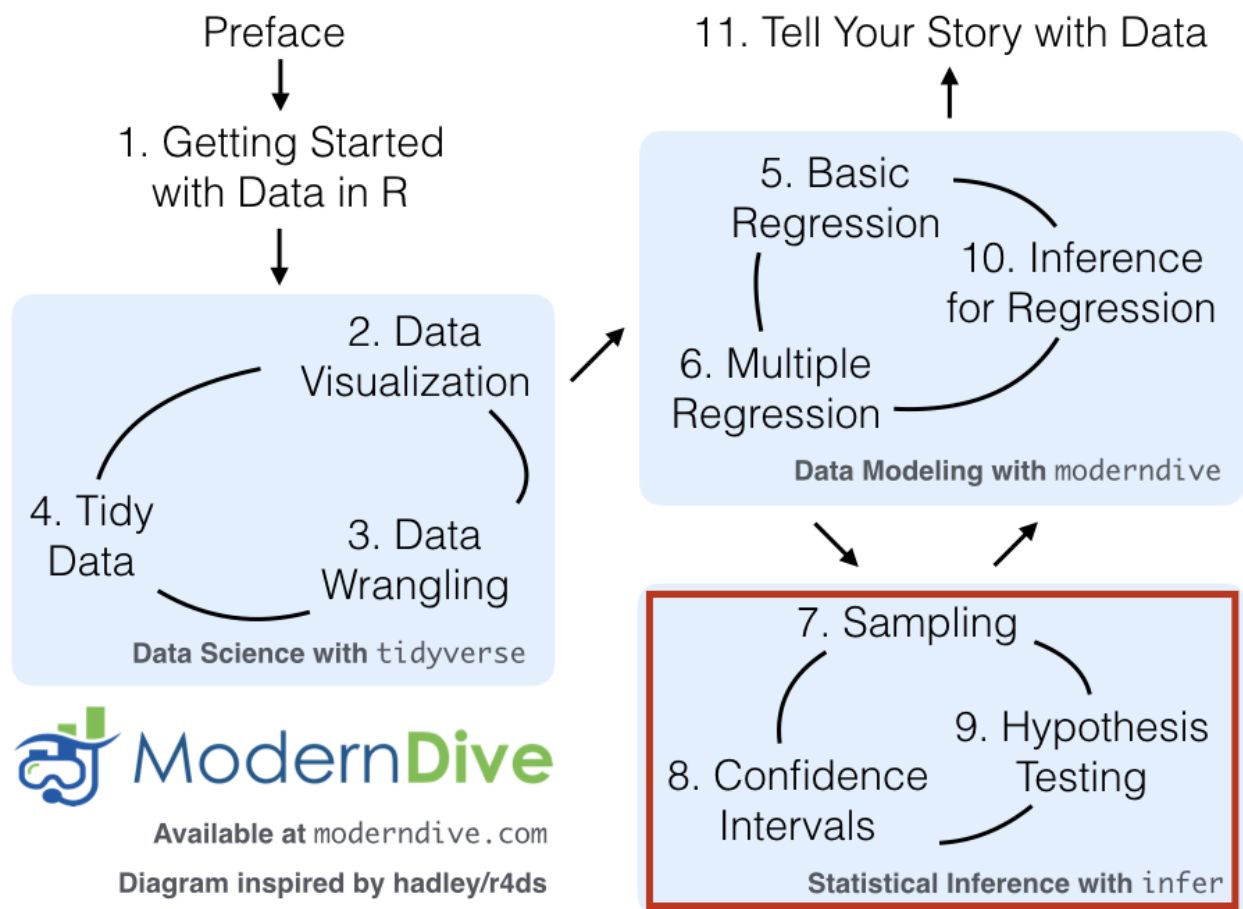 Preface
1. Getting Started
with Data in R
2. Data
Visualization
4. Tidy
Data
3. Data
Wrangling
Data Science with tidyverse
ModernDive
Available at moderndive.com
Diagram inspired by hadley/r4ds
11. Tell Your Story with Data
5. Basic
Regression
10. Inference
for Regression
6. Multiple
Regression
Data Modeling with moderndive
7. Sampling
9. Hypothesis
Testing
8. Confidence
Intervals
Statistical Inference with infer